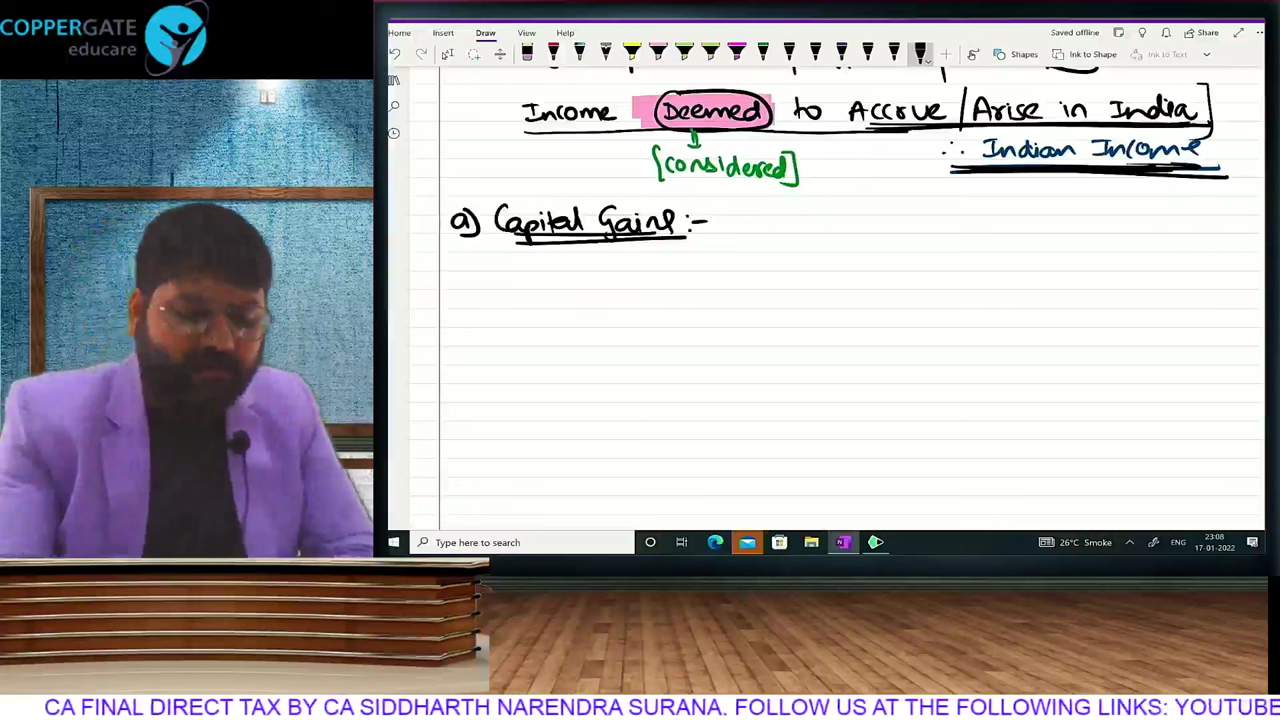 COPPERGATE
educare
Home Insert Draw View Help
Saved offline
Share
Shapes
Ink to Shape
Ink to Text
Income Deemed to Accrue / Arise in India]
[considered]
∴ Indian Income
a) Capital Gains :-
Type here to search
26°C Smoke
ENG
23:08
17-01-2022
CA FINAL DIRECT TAX BY CA SIDDHARTH NARENDRA SURANA. FOLLOW US AT THE FOLLOWING LINKS: YOUTUBE